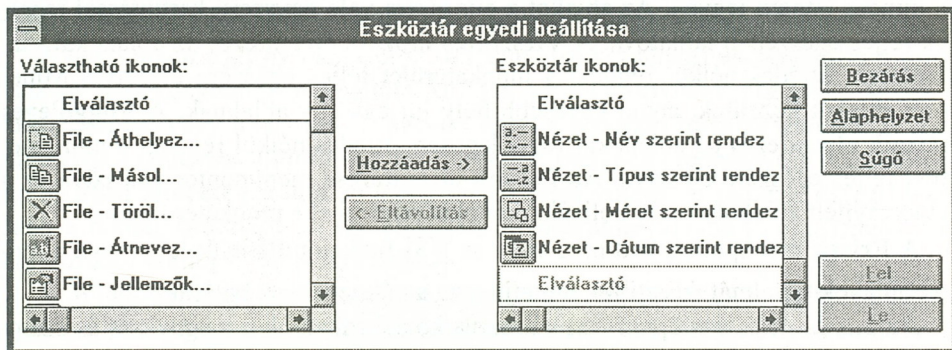 Eszköztár egyedi beállítása
Választható ikonok:
Elválasztó
File - Áthelyez...
File - Másol...
File - Töröl...
File - Átnevez...
File - Jellemzők...
Hozzáadás ->
<- Eltávolítás
Eszköztár ikonok:
Elválasztó
Nézet - Név szerint rendez
Nézet - Típus szerint rendez
Nézet - Méret szerint rendez
Nézet - Dátum szerint rendez
Elválasztó
Bezárás
Alaphelyzet
Súgó
Fel
Le